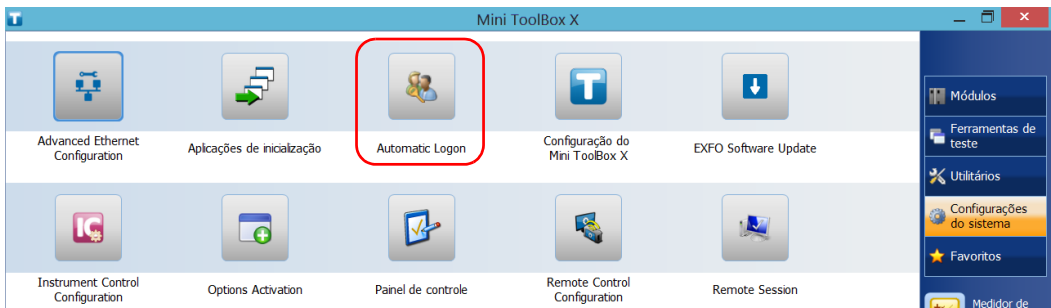 T
Mini ToolBox X
Advanced Ethernet
Configuration
Aplicações de inicialização
Automatic Logon
T
Configuração do
Mini ToolBox X
EXFO Software Update
IC
Instrument Control
Configuration
Options Activation
Painel de controle
Remote Control
Configuration
Remote Session
Módulos
Ferramentas de
teste
Utilitários
Configurações
do sistema
Favoritos
Medidor de